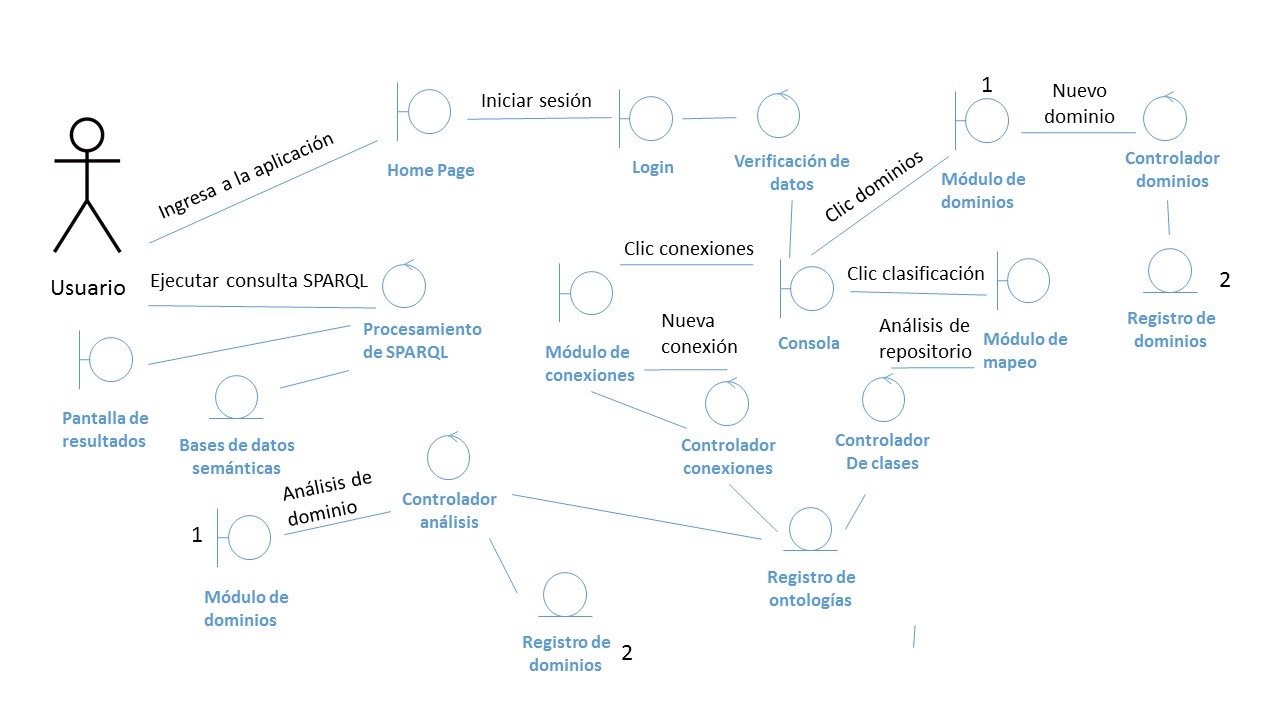 Ingresa a la aplicación
Usuario
Home Page
Iniciar sesión
Login
Verificación de
datos
Clic dominios
1
Módulo de
dominios
Nuevo
dominio
Controlador
dominios
Registro de
dominios
2
Ejecutar consulta SPARQL
Procesamiento
de SPARQL
Pantalla de
resultados
Bases de datos
semánticas
Clic conexiones
Módulo de
conexiones
Nueva
conexión
Consola
Clic clasificación
Análisis de
repositorio
Módulo de
mapeo
Controlador
conexiones
Controlador
De clases
Registro de
ontologías
1
Módulo de
dominios
Análisis de
dominio
Controlador
análisis
Registro de
dominios
2